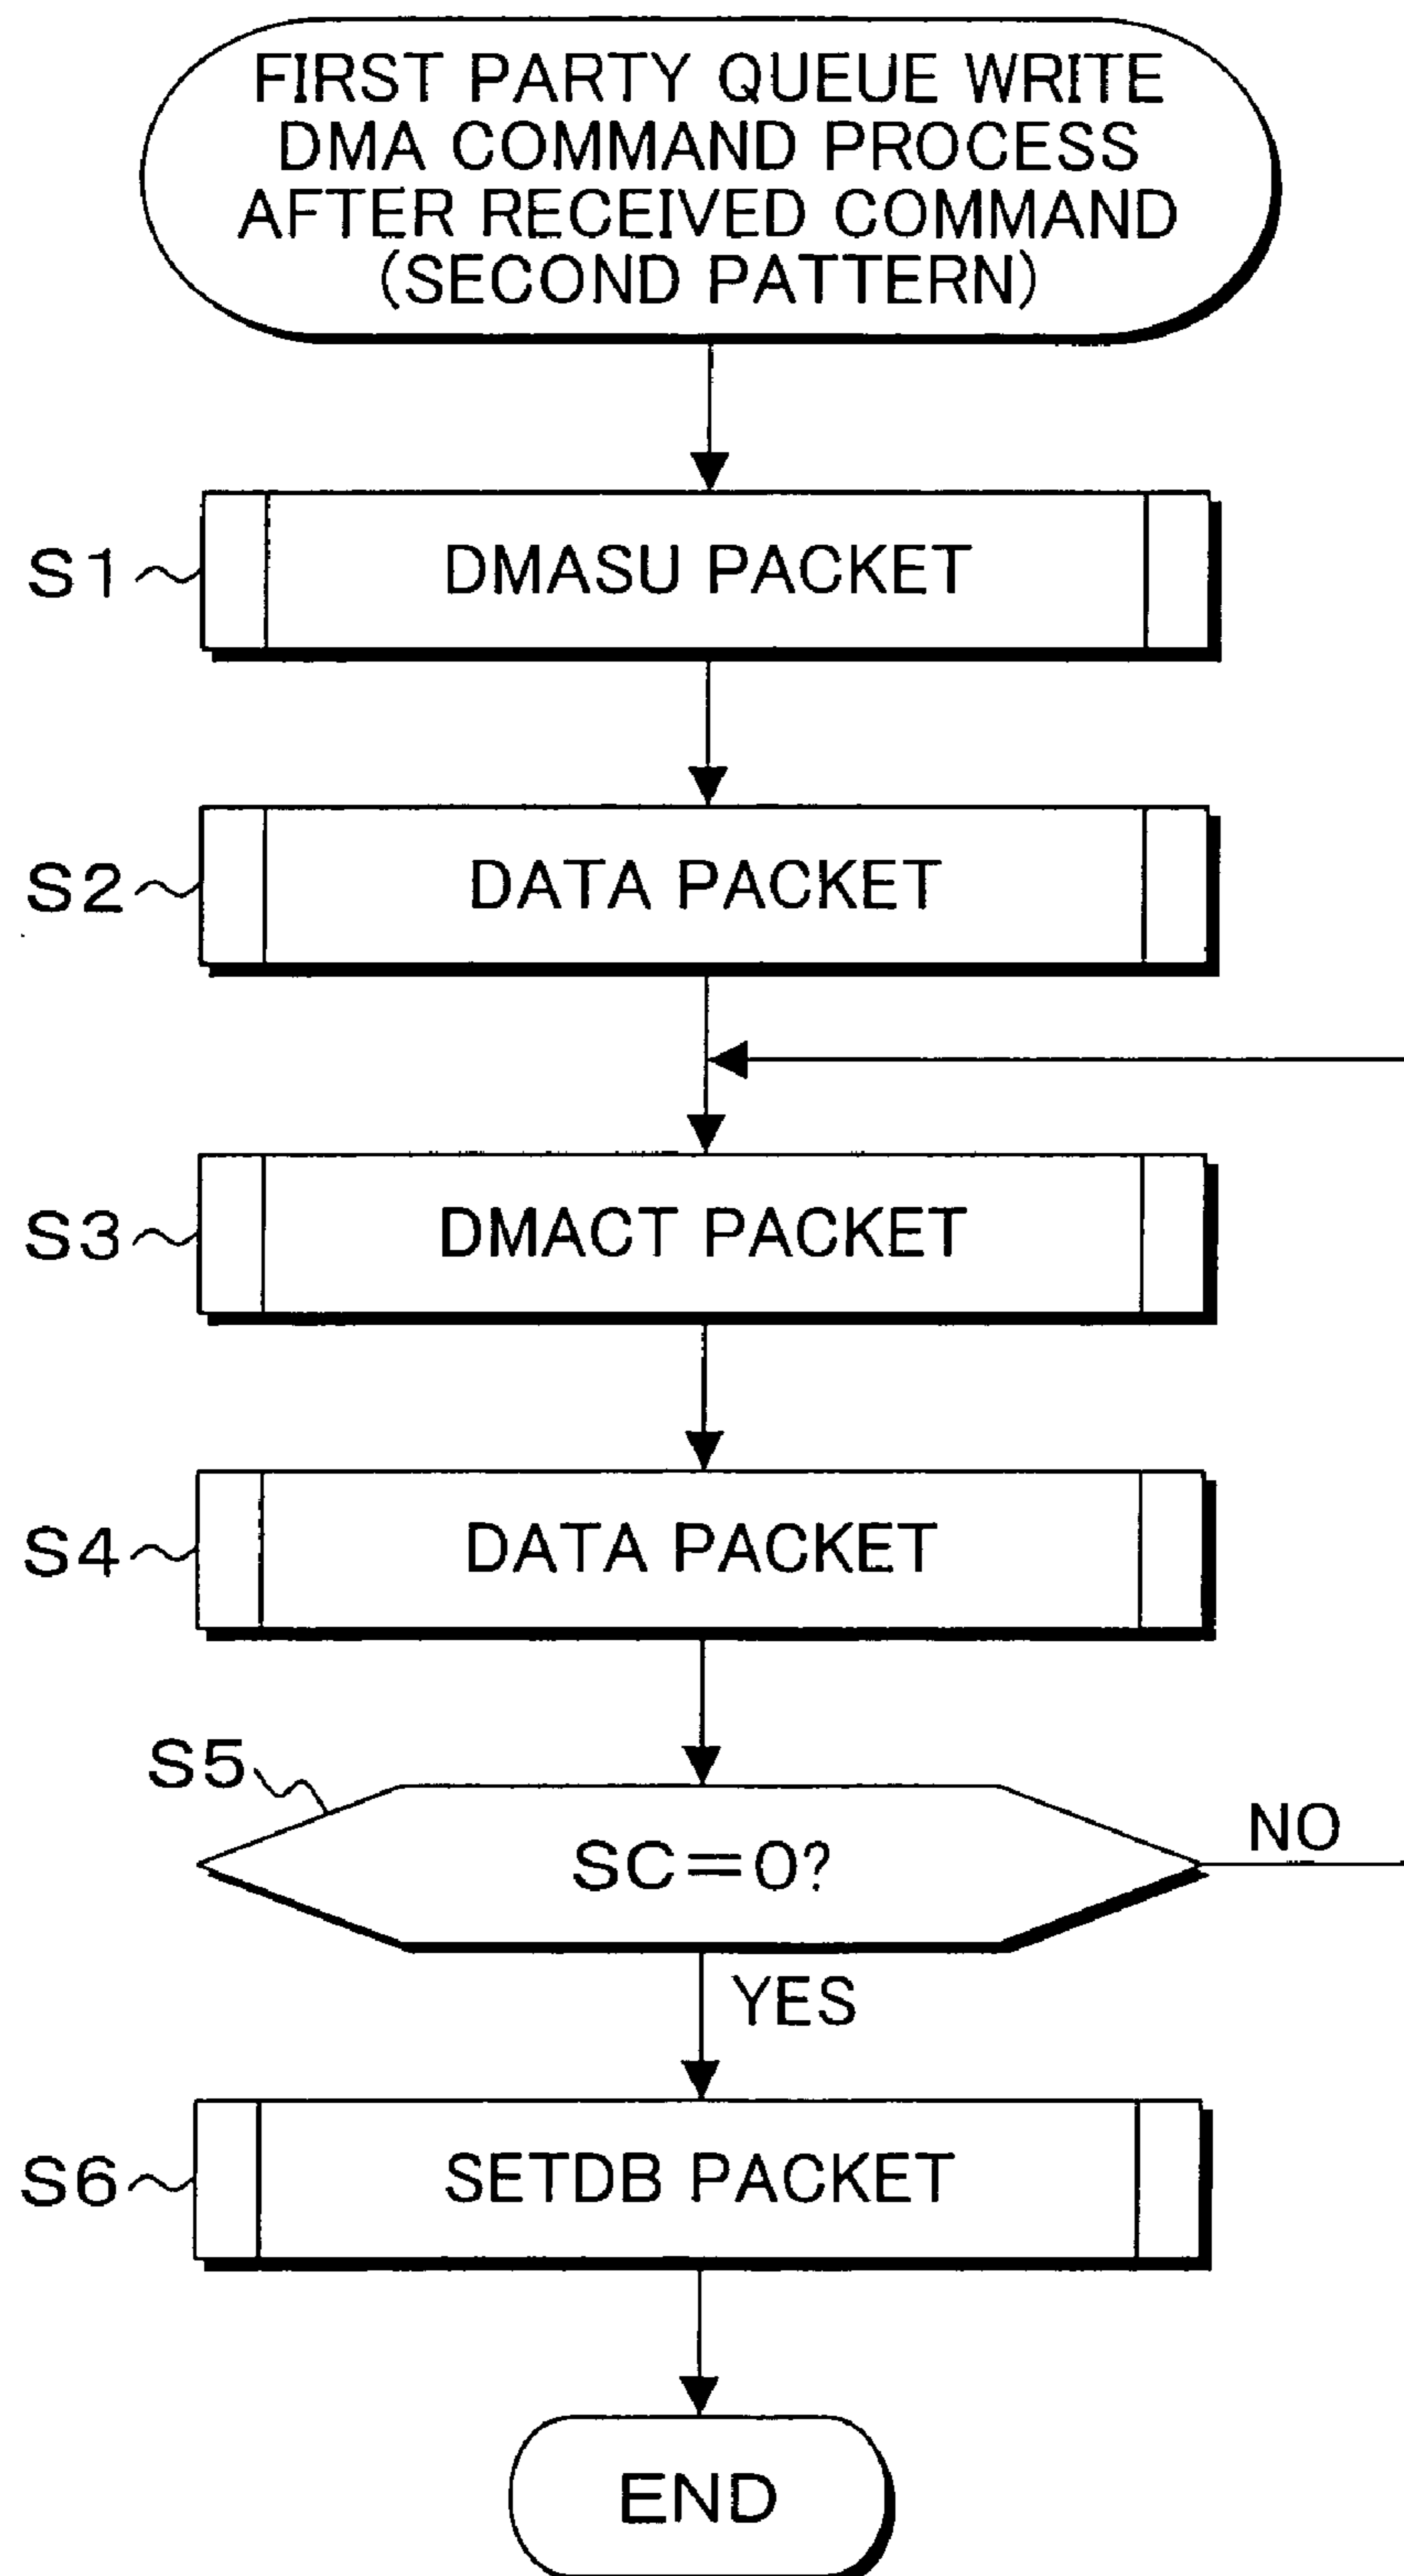 FIRST PARTY QUEUE WRITE
DMA COMMAND PROCESS
AFTER RECEIVED COMMAND
(SECOND PATTERN)
S1
DMASU PACKET
S2
DATA PACKET
S3
DMACT PACKET
S4
DATA PACKET
S5
SC=0?
NO
YES
S6
SETDB PACKET
END